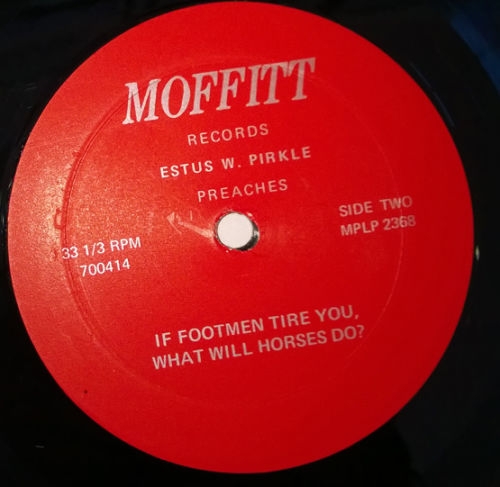 MOFFITT
RECORDS
ESTUS W. PIRKLE
PREACHES
33 1/3 RPM
700414
SIDE TWO
MPLP 2368
IF FOOTMEN TIRE YOU,
WHAT WILL HORSES DO?